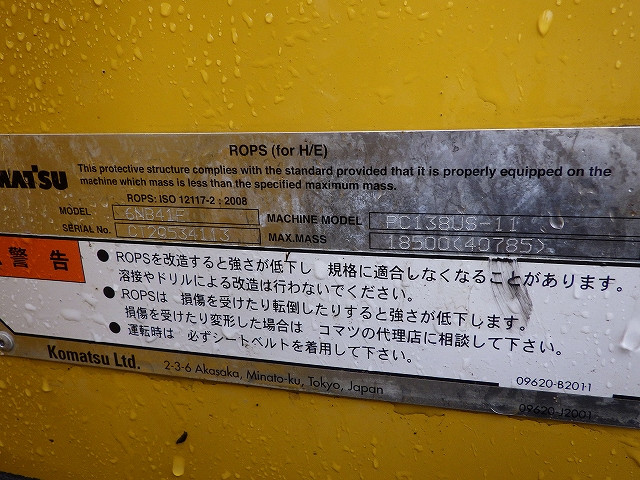 ROPS (for H/E)
KOMATSU
This protective structure complies with the standard provided that it is properly equipped on the
machine which mass is less than the specified maximum mass.
ROPS: ISO 12117-2 : 2008
MODEL 6NB41F MACHINE MODEL PC138US-11
SERIAL No. CT29534113 MAX.MASS 18500(40785)
警告
● ROPSを改造すると強さが低下し 規格に適合しなくなることがあります。
溶接やドリルによる改造は行わないでください。
● ROPSは 損傷を受けたり転倒したりすると強さが低下します。
損傷を受けたり変形した場合は コマツの代理店に相談して下さい。
● 運転時は 必ずシートベルトを着用して下さい。
09620-B2011
Komatsu Ltd. 2-3-6 Akasaka, Minato-ku, Tokyo, Japan
09620-J2001